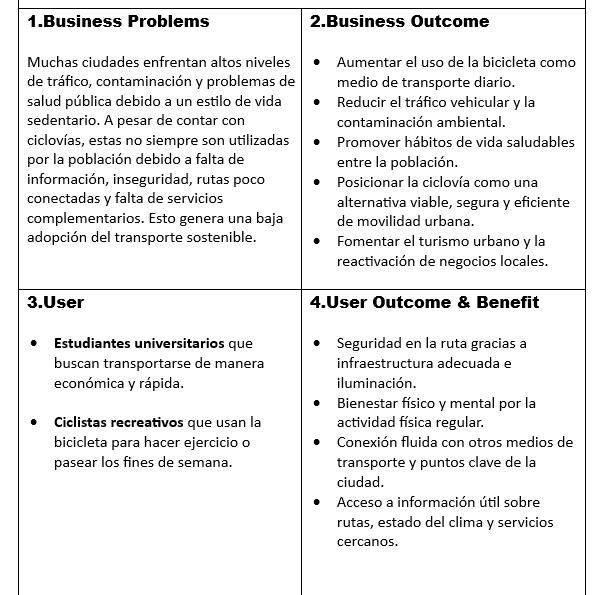 1.Business Problems
Muchas ciudades enfrentan altos niveles
de tráfico, contaminación y problemas de
salud pública debido a un estilo de vida
sedentario. A pesar de contar con
ciclovías, estas no siempre son utilizadas
por la población debido a falta de
información, inseguridad, rutas poco
conectadas y falta de servicios
complementarios. Esto genera una baja
adopción del transporte sostenible.
2.Business Outcome
• Aumentar el uso de la bicicleta como
medio de transporte diario.
• Reducir el tráfico vehicular y la
contaminación ambiental.
• Promover hábitos de vida saludables
entre la población.
• Posicionar la ciclovía como una
alternativa viable, segura y eficiente
de movilidad urbana.
• Fomentar el turismo urbano y la
reactivación de negocios locales.
3.User
• Estudiantes universitarios que
buscan transportarse de manera
económica y rápida.
• Ciclistas recreativos que usan la
bicicleta para hacer ejercicio o
pasear los fines de semana.
4.User Outcome & Benefit
• Seguridad en la ruta gracias a
infraestructura adecuada e
iluminación.
• Bienestar físico y mental por la
actividad física regular.
• Conexión fluida con otros medios de
transporte y puntos clave de la
ciudad.
• Acceso a información útil sobre
rutas, estado del clima y servicios
cercanos.